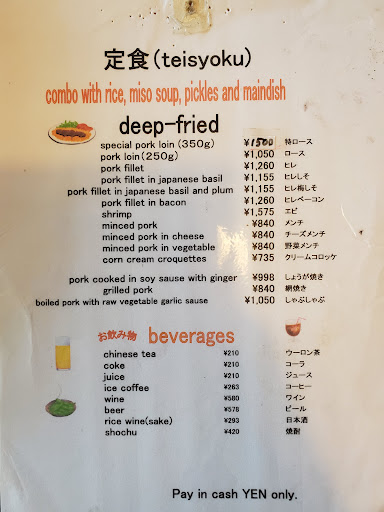 定食(teisyoku)
combo with rice, miso soup, pickles and maindish
deep-fried
special pork loin (350g) ¥1500 特ロース
pork loin(250g) ¥1,050 ロース
pork fillet ¥1,260 ヒレ
pork fillet in japanese basil ¥1,155 ヒレしそ
pork fillet in japanese basil and plum ¥1,155 ヒレ梅しそ
pork fillet in bacon ¥1,260 ヒレベーコン
shrimp ¥1,575 エビ
minced pork ¥840 メンチ
minced pork in cheese ¥840 チーズメンチ
minced pork in vegetable ¥840 野菜メンチ
corn cream croquettes ¥735 クリームコロッケ
pork cooked in soy sause with ginger ¥998 しょうが焼き
grilled pork ¥840 網焼き
boiled pork with raw vegetable garlic sause ¥1,050 しゃぶしゃぶ
お飲み物 beverages
chinese tea ¥210 ウーロン茶
coke ¥210 コーラ
juice ¥210 ジュース
ice coffee ¥263 コーヒー
wine ¥580 ワイン
beer ¥578 ビール
rice wine(sake) ¥293 日本酒
shochu ¥420 焼酎
Pay in cash YEN only.